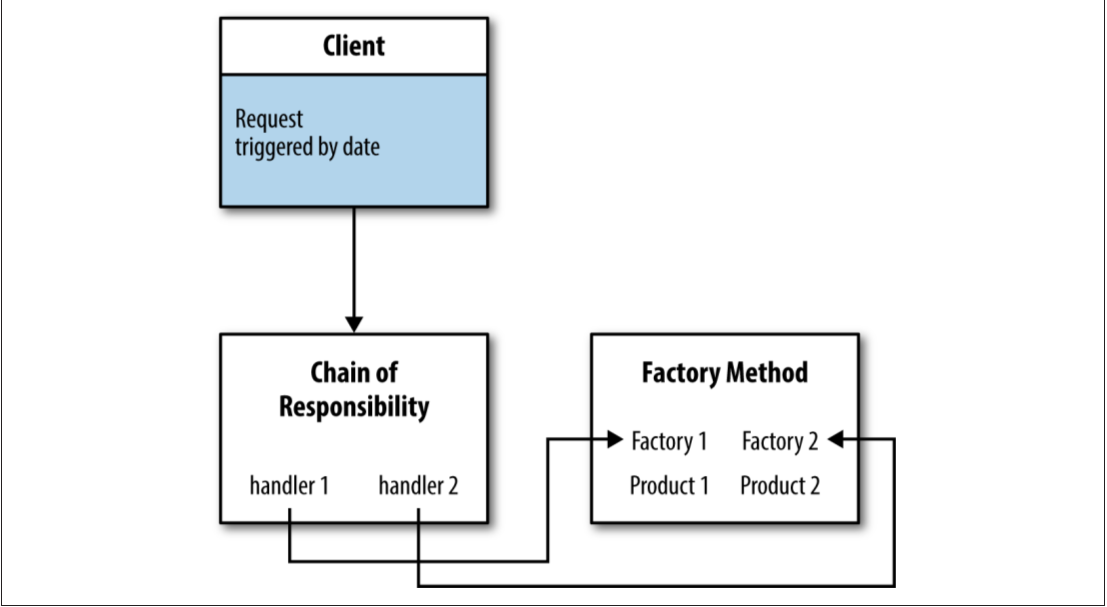 Client
Request
triggered by date
Chain of
Responsibility
handler 1 handler 2
Factory Method
Factory 1 Factory 2
Product 1 Product 2